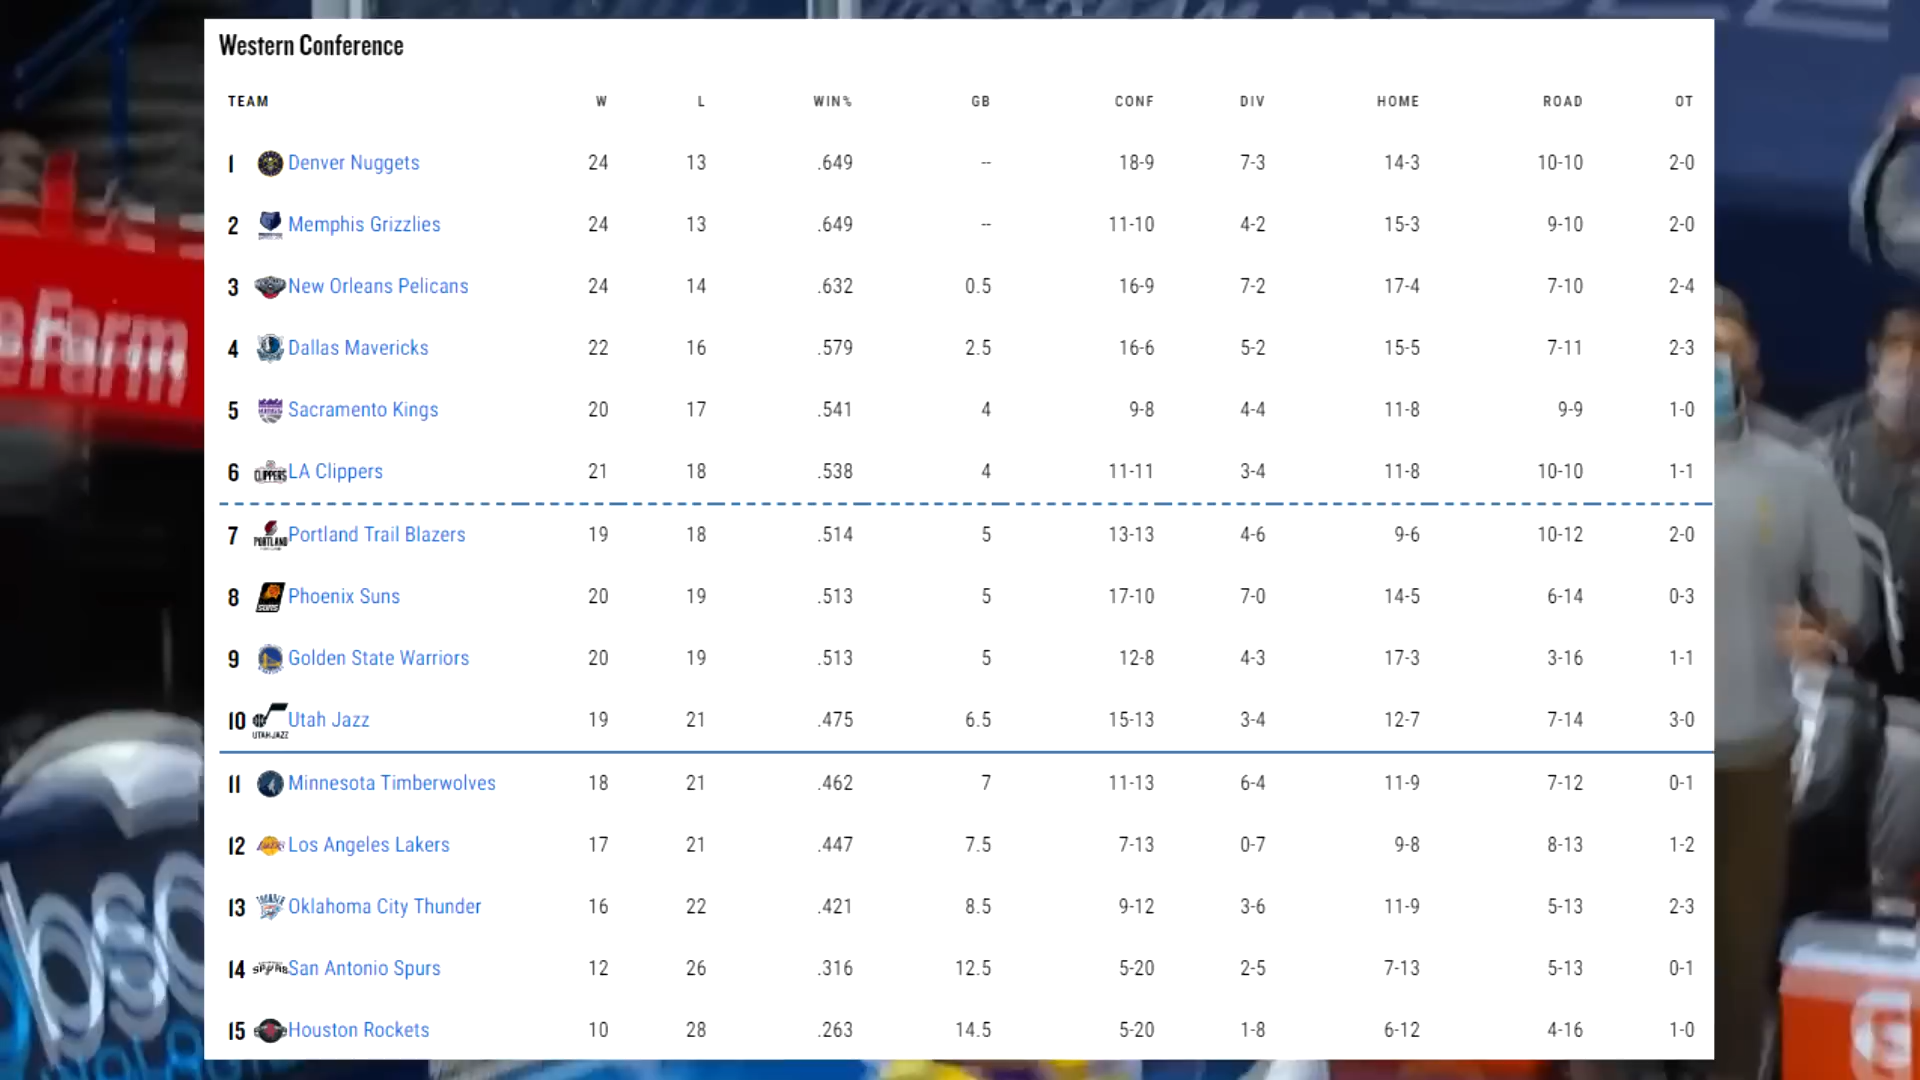 Western Conference
TEAM W L WIN% GB CONF DIV HOME ROAD OT
1 Denver Nuggets 24 13 .649 -- 18-9 7-3 14-3 10-10 2-0
2 Memphis Grizzlies 24 13 .649 -- 11-10 4-2 15-3 9-10 2-0
3 New Orleans Pelicans 24 14 .632 0.5 16-9 7-2 17-4 7-10 2-4
4 Dallas Mavericks 22 16 .579 2.5 16-6 5-2 15-5 7-11 2-3
5 Sacramento Kings 20 17 .541 4 9-8 4-4 11-8 9-9 1-0
6 CLIPPERS LA Clippers 21 18 .538 4 11-11 3-4 11-8 10-10 1-1
7 PORTLAND Portland Trail Blazers 19 18 .514 5 13-13 4-6 9-6 10-12 2-0
8 SUNS Phoenix Suns 20 19 .513 5 17-10 7-0 14-5 6-14 0-3
9 Golden State Warriors 20 19 .513 5 12-8 4-3 17-3 3-16 1-1
10 UTAH JAZZ Utah Jazz 19 21 .475 6.5 15-13 3-4 12-7 7-14 3-0
11 Minnesota Timberwolves 18 21 .462 7 11-13 6-4 11-9 7-12 0-1
12 Los Angeles Lakers 17 21 .447 7.5 7-13 0-7 9-8 8-13 1-2
13 Oklahoma City Thunder 16 22 .421 8.5 9-12 3-6 11-9 5-13 2-3
14 SPURS San Antonio Spurs 12 26 .316 12.5 5-20 2-5 7-13 5-13 0-1
15 Houston Rockets 10 28 .263 14.5 5-20 1-8 6-12 4-16 1-0
e Farm